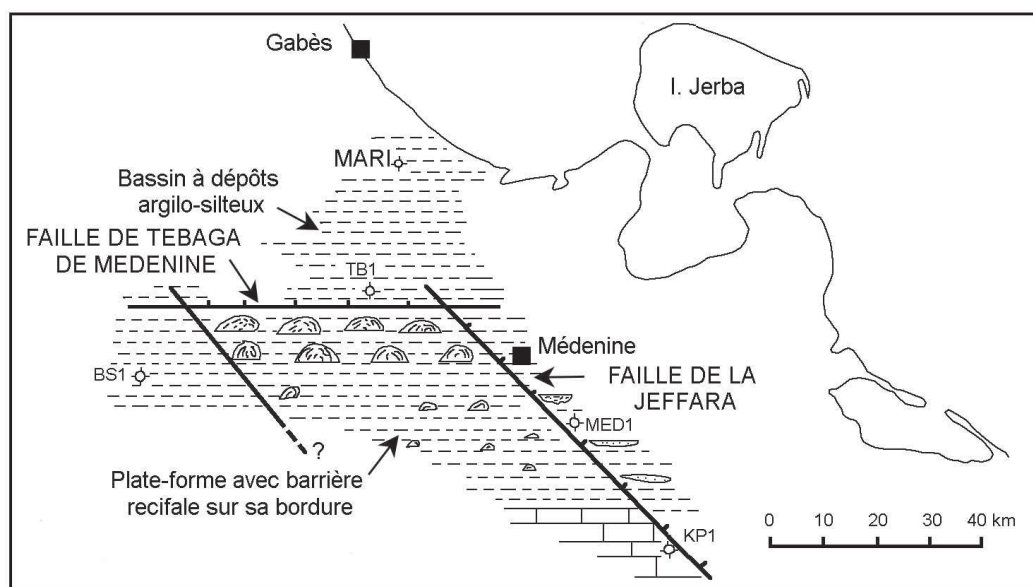 Gabès
I. Jerba
MARI
Bassin à dépôts
argilo-silteux
FAILLE DE TEBAGA
DE MEDENINE
TB1
Médenine
BS1
FAILLE DE LA
JEFFARA
MED1
?
Plate-forme avec barrière
recifale sur sa bordure
KP1
0 10 20 30 40 km